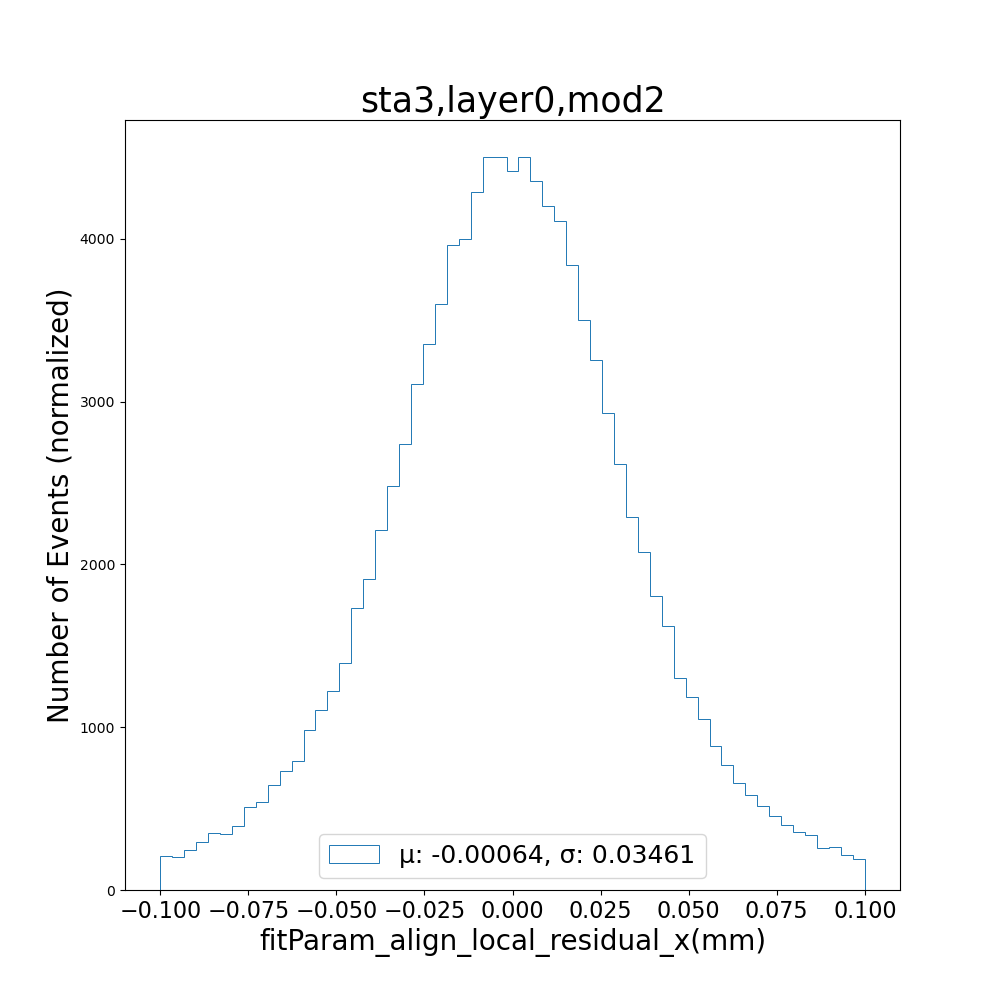 sta3,layer0,mod2
Number of Events (normalized)
4000
3000
2000
1000
0
μ: -0.00064, σ: 0.03461
−0.100 −0.075 −0.050 −0.025 0.000 0.025 0.050 0.075 0.100
fitParam_align_local_residual_x(mm)